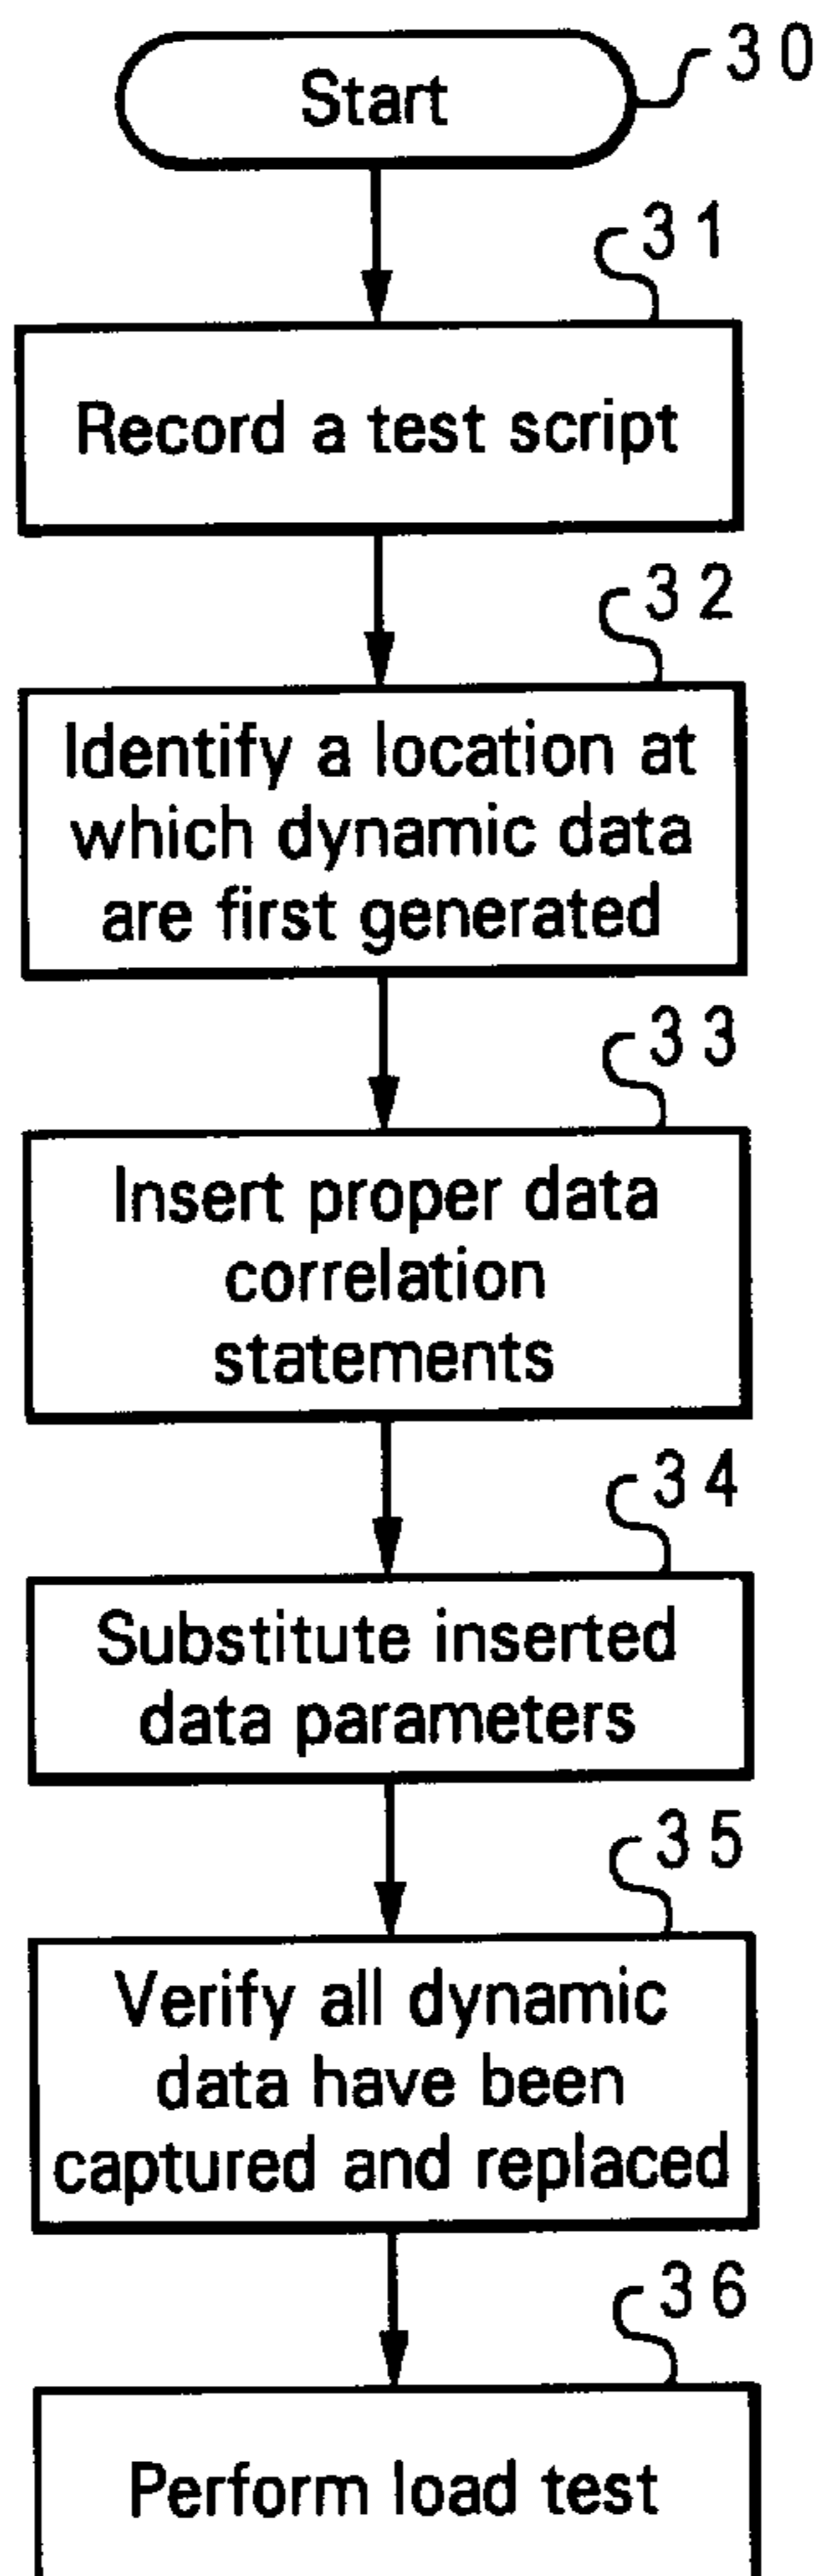 Start
30
31
Record a test script
32
Identify a location at
which dynamic data
are first generated
33
Insert proper data
correlation
statements
34
Substitute inserted
data parameters
35
Verify all dynamic
data have been
captured and replaced
36
Perform load test